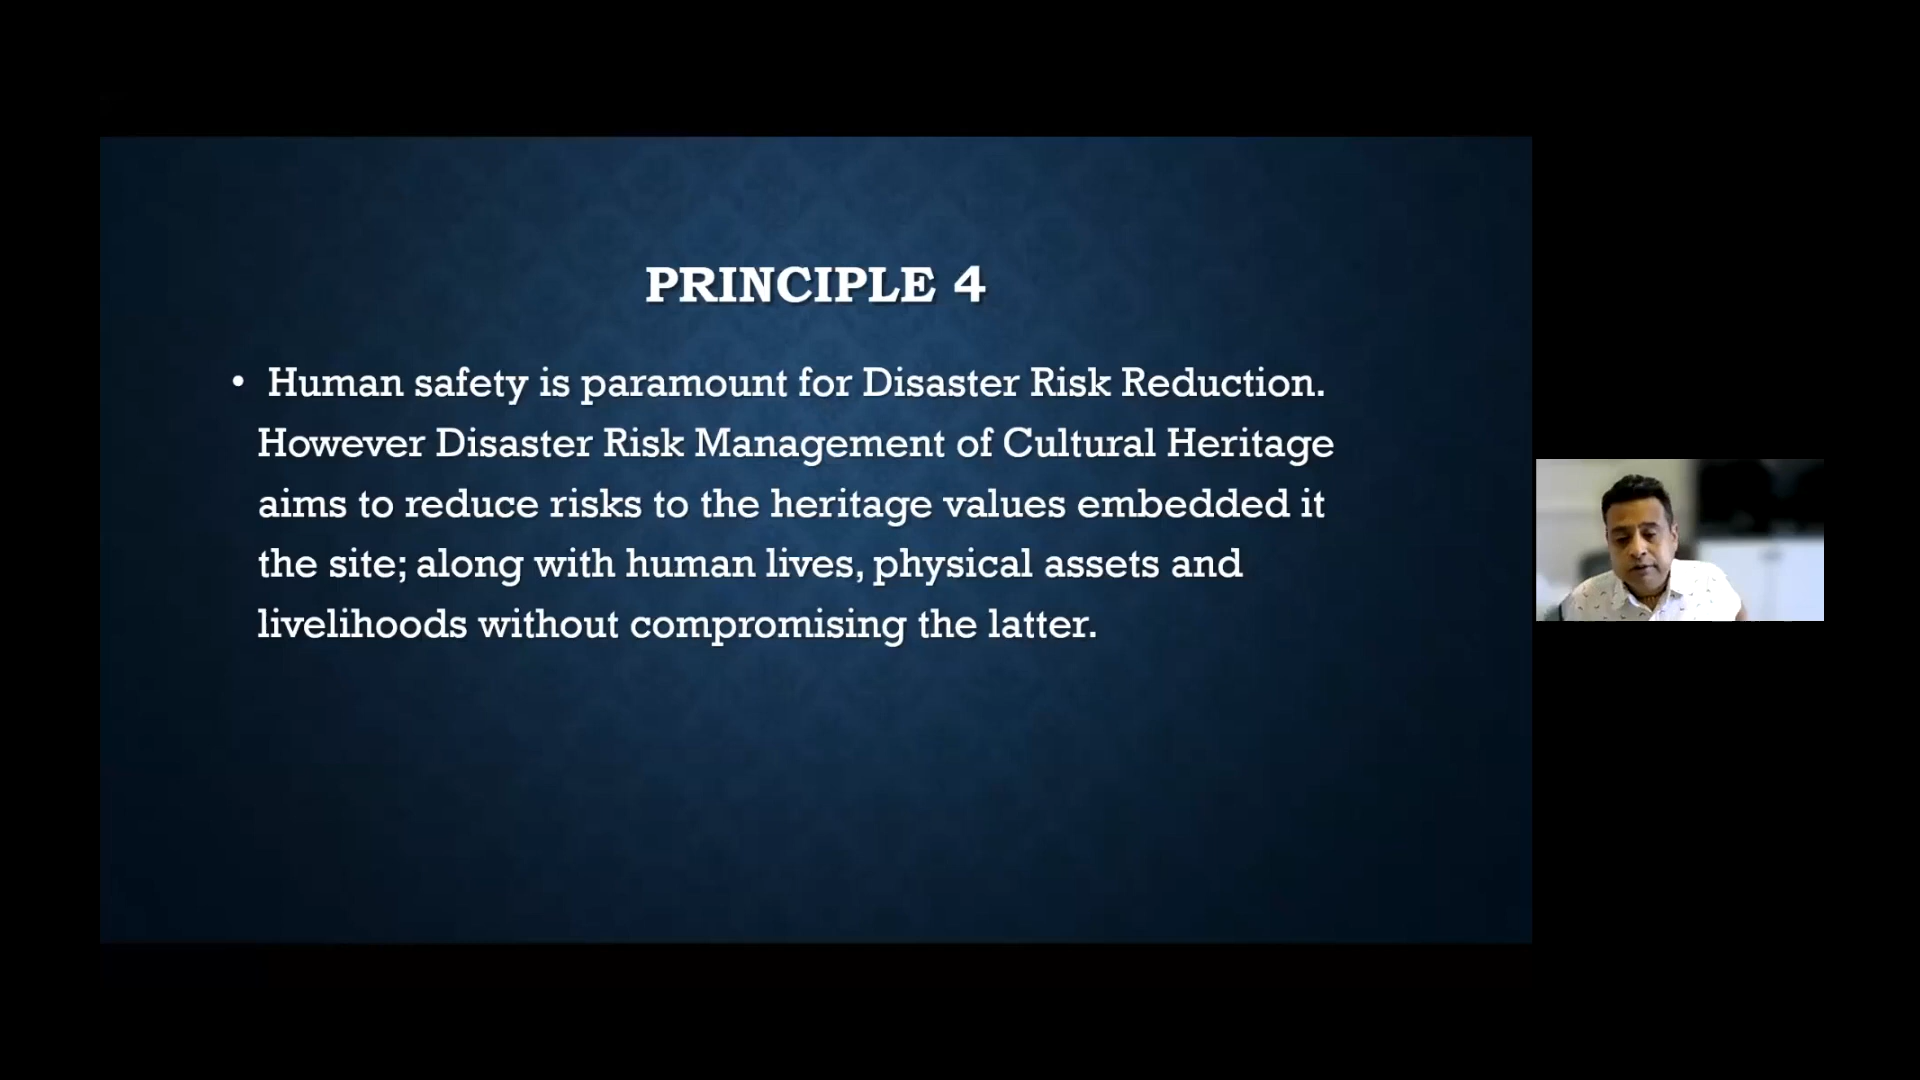 PRINCIPLE 4
• Human safety is paramount for Disaster Risk Reduction.
However Disaster Risk Management of Cultural Heritage
aims to reduce risks to the heritage values embedded it
the site; along with human lives, physical assets and
livelihoods without compromising the latter.